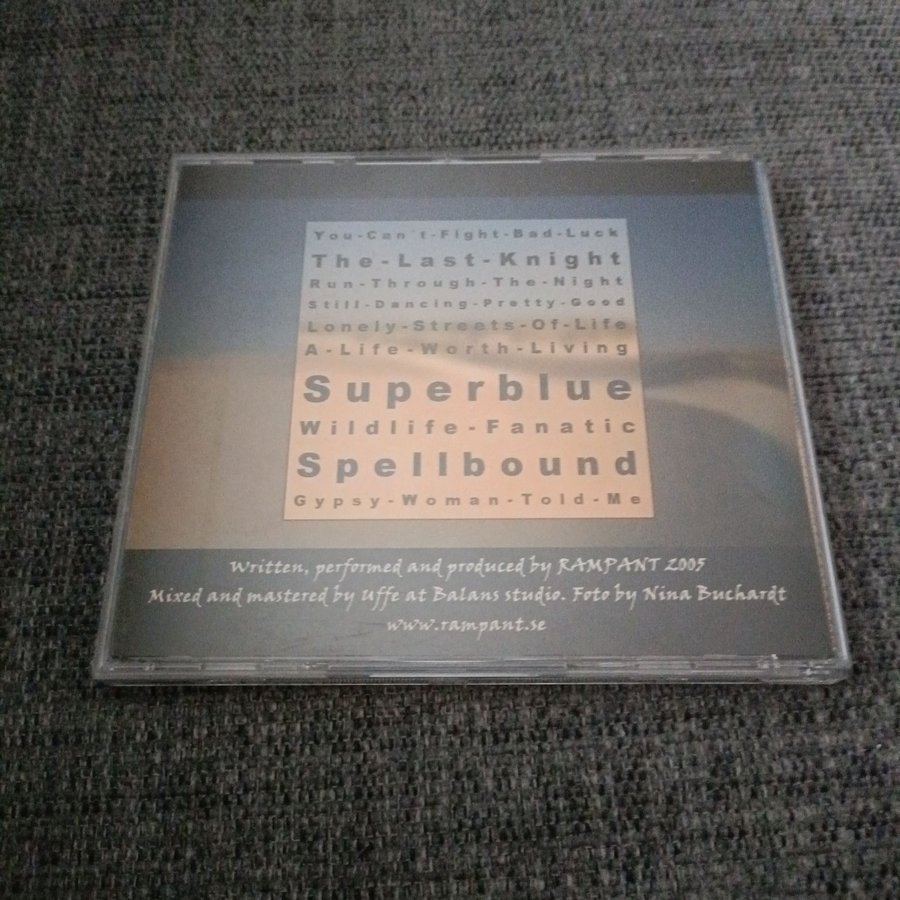 You-Can´t-Fight-Bad-Luck
The-Last-Knight
Run-Through-The-Night
Still-Dancing-Pretty-Good
Lonely-Streets-Of-Life
A-Life-Worth-Living
Superblue
Wildlife-Fanatic
Spellbound
Gypsy-Woman-Told-Me
Written, performed and produced by RAMPANT 2005
Mixed and mastered by Uffe at Balans studio. Foto by Nina Buchardt
www.rampant.se